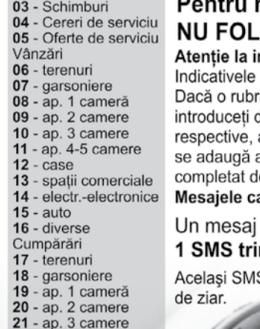 03 - Schimburi
04 - Cereri de serviciu
05 - Oferte de serviciu
Vânzări
06 - terenuri
07 - garsoniere
08 - ap. 1 cameră
09 - ap. 2 camere
10 - ap. 3 camere
11 - ap. 4-5 camere
12 - case
13 - spații comerciale
14 - electr.-electronice
15 - auto
16 - diverse
Cumpărări
17 - terenuri
18 - garsoniere
19 - ap. 1 cameră
20 - ap. 2 camere
21 - ap. 3 camere
Pentru
NU FOL
Atenție la
Indicativele
Dacă o rubr
introduceți
respective,
se adaugă
completat d
Mesajele ca
Un mesaj
1 SMS tri
Același SMS
de ziar.